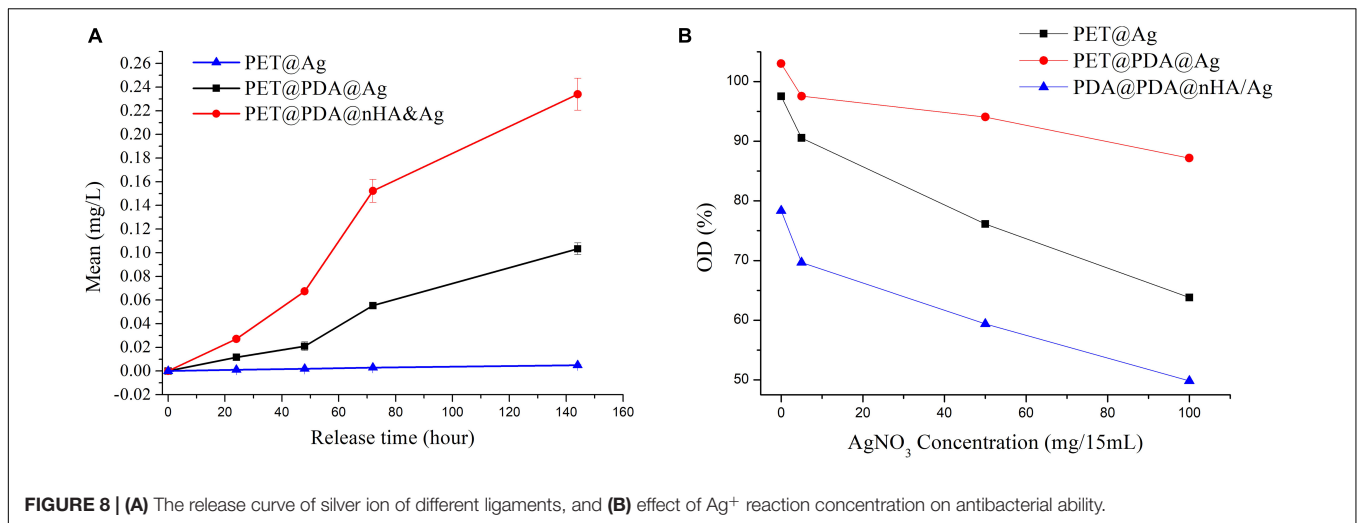 A
PET@Ag
PET@PDA@Ag
PET@PDA@nHA&Ag
0.26
0.24
0.22
0.20
0.18
0.16
0.14
0.12
0.10
0.08
0.06
0.04
0.02
0.00
-0.02
Mean (mg/L)
0 20 40 60 80 100 120 140 160
Release time (hour)
B
PET@Ag
PET@PDA@Ag
PDA@PDA@nHA/Ag
100
90
80
70
60
50
OD (%)
0 20 40 60 80 100
AgNO₃ Concentration (mg/15mL)
FIGURE 8 | (A) The release curve of silver ion of different ligaments, and (B) effect of Ag⁺ reaction concentration on antibacterial ability.